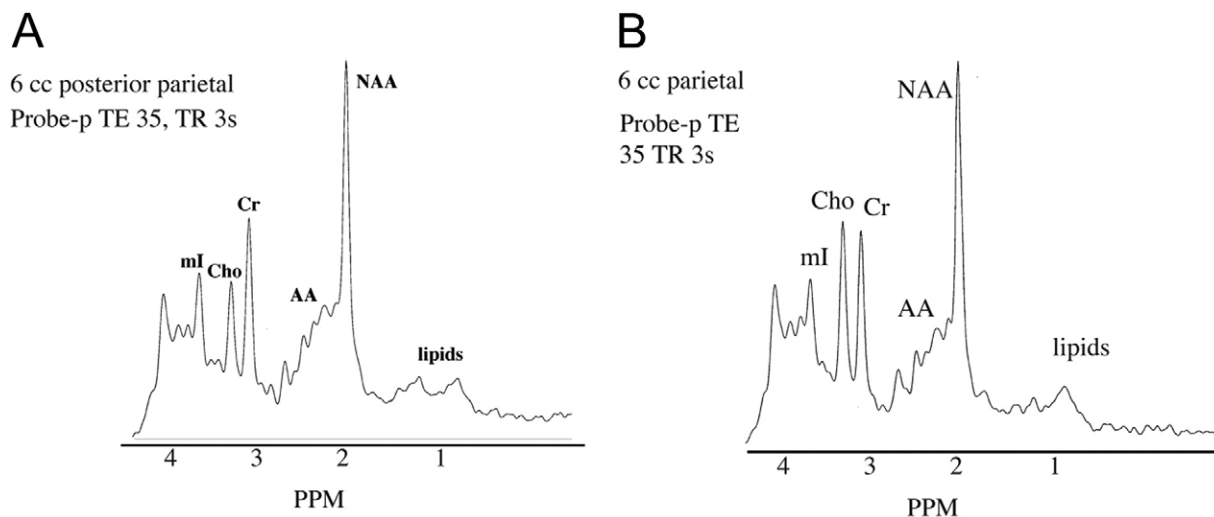 A
6 cc posterior parietal
Probe-p TE 35, TR 3s
NAA
Cr
mI
Cho
AA
lipids
4 3 2 1
PPM
B
6 cc parietal
Probe-p TE
35 TR 3s
NAA
Cho
Cr
mI
AA
lipids
4 3 2 1
PPM